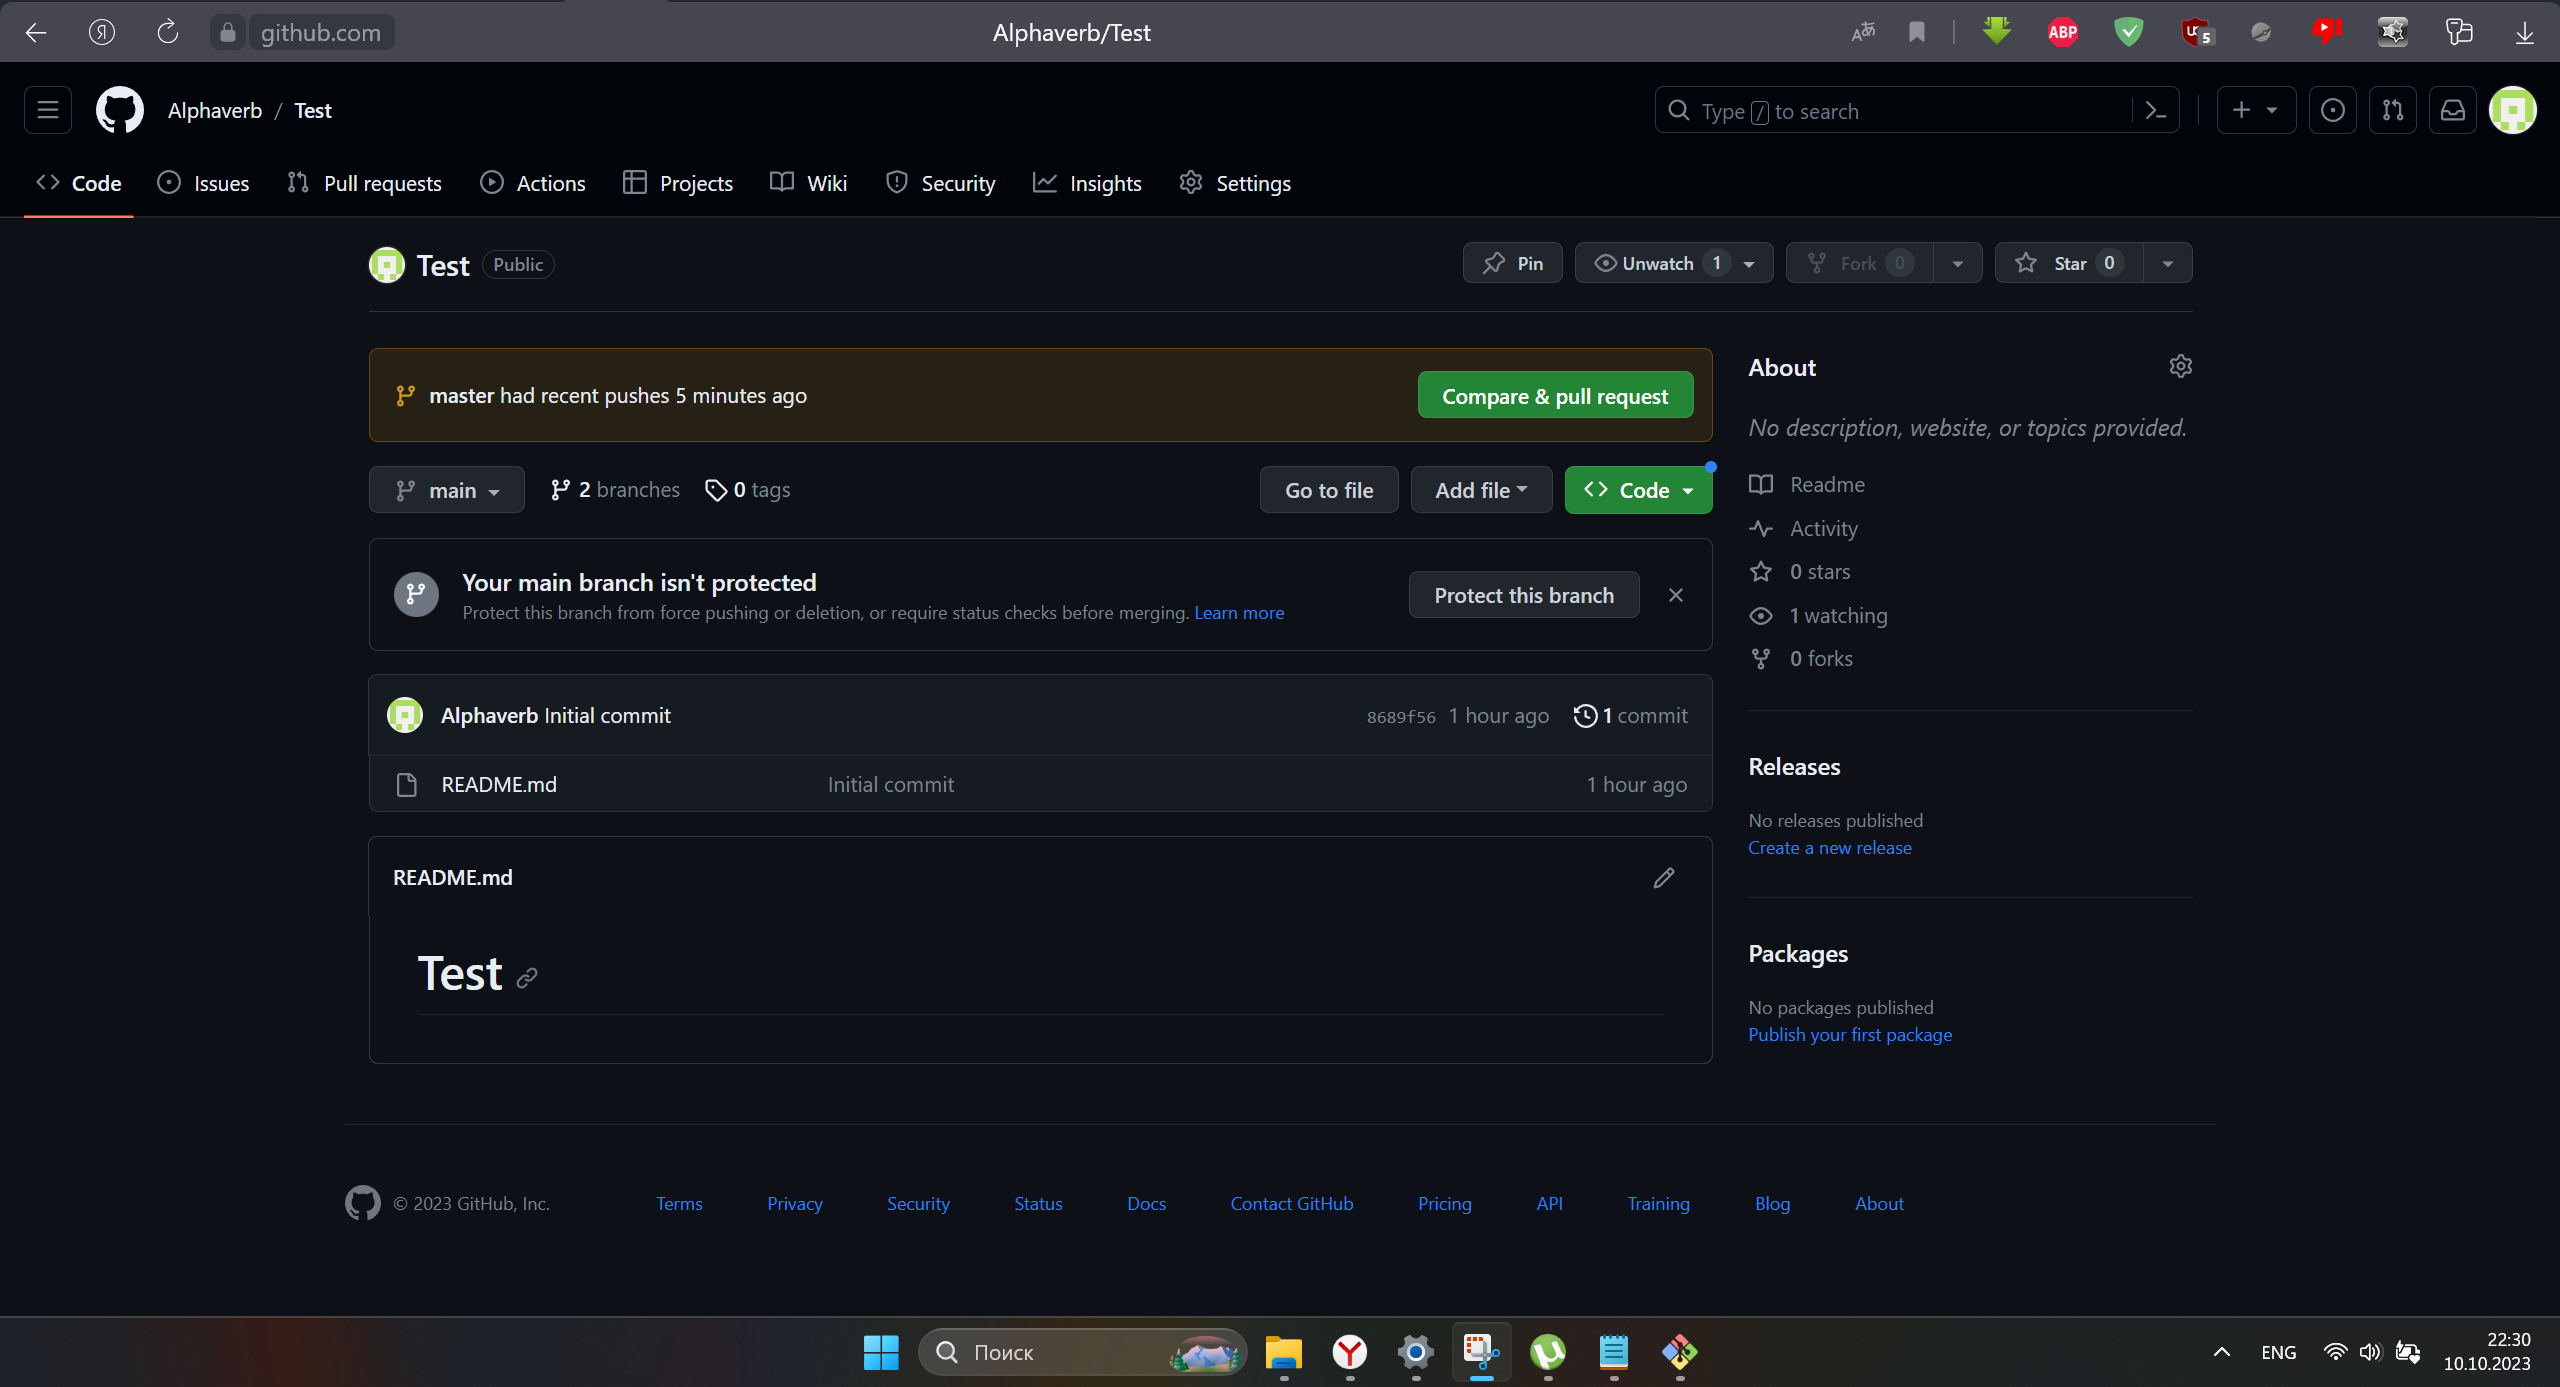 github.com
Alphaverb/Test
ABP
5
Alphaverb / Test
Type / to search
Code
Issues
Pull requests
Actions
Projects
Wiki
Security
Insights
Settings
Test Public
Pin
Unwatch 1
Fork 0
Star 0
master had recent pushes 5 minutes ago
Compare & pull request
main
2 branches
0 tags
Go to file
Add file
Code
Your main branch isn't protected
Protect this branch from force pushing or deletion, or require status checks before merging. Learn more
Protect this branch
Alphaverb Initial commit
8689f56 1 hour ago
1 commit
README.md
Initial commit
1 hour ago
README.md
Test
About
No description, website, or topics provided.
Readme
Activity
0 stars
1 watching
0 forks
Releases
No releases published
Create a new release
Packages
No packages published
Publish your first package
© 2023 GitHub, Inc.
Terms
Privacy
Security
Status
Docs
Contact GitHub
Pricing
API
Training
Blog
About
Поиск
ENG
22:30
10.10.2023